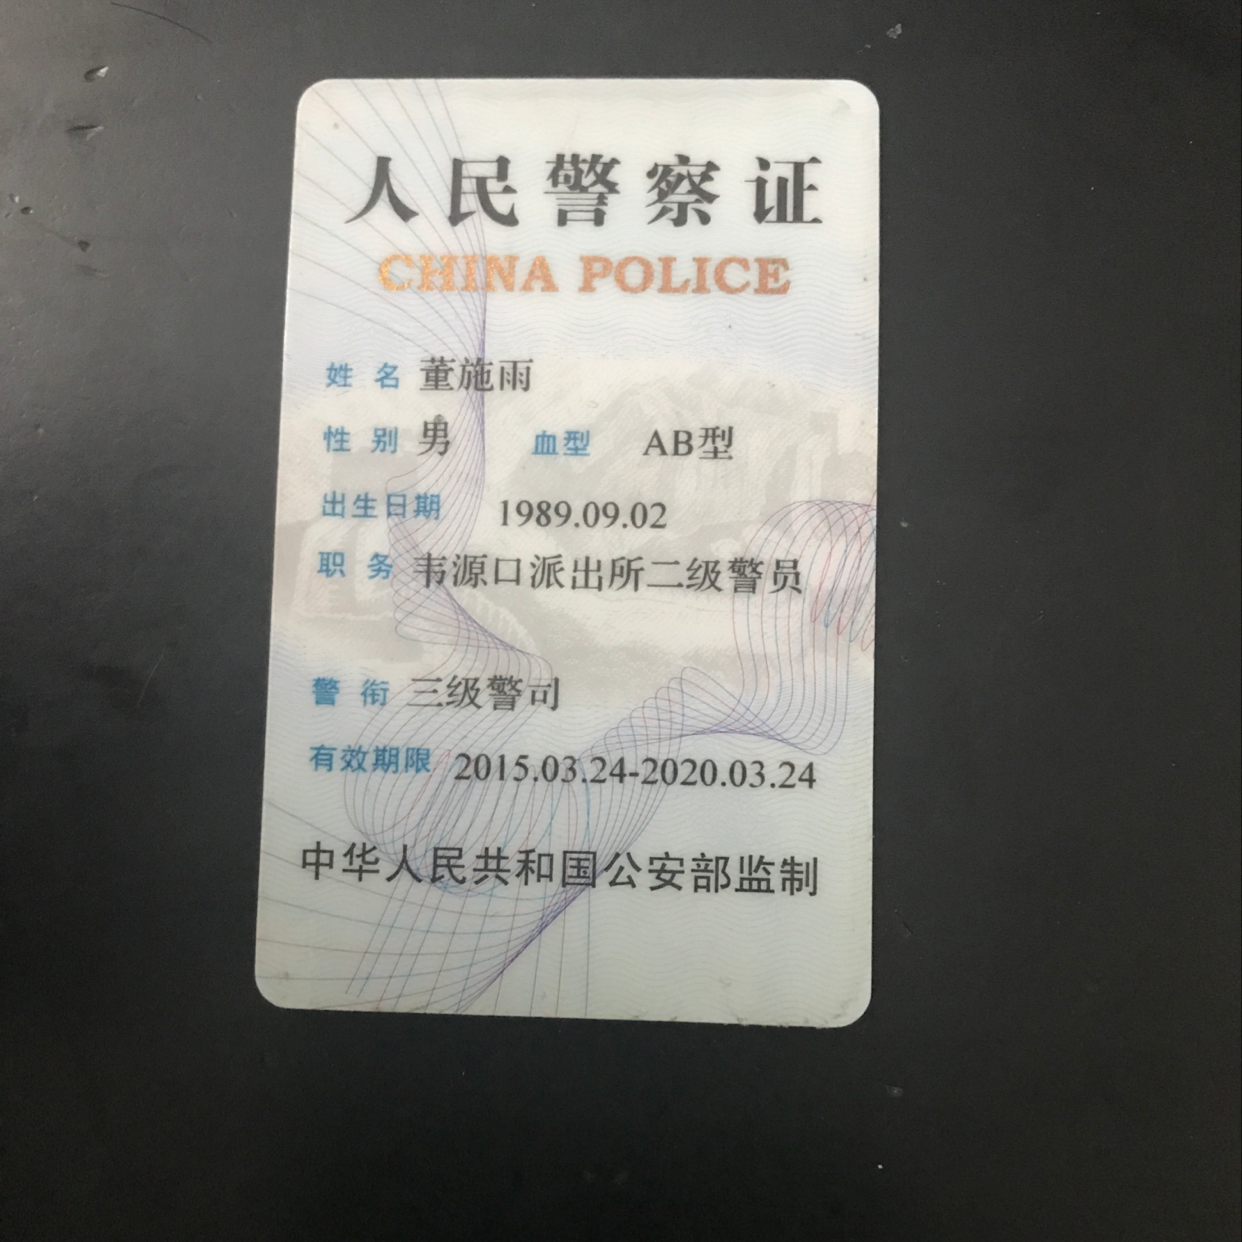 人民警察证
CHINA POLICE
姓名 董施雨
性别 男 血型 AB型
出生日期 1989.09.02
职务 韦源口派出所二级警员
警衔 三级警司
有效期限 2015.03.24-2020.03.24
中华人民共和国公安部监制